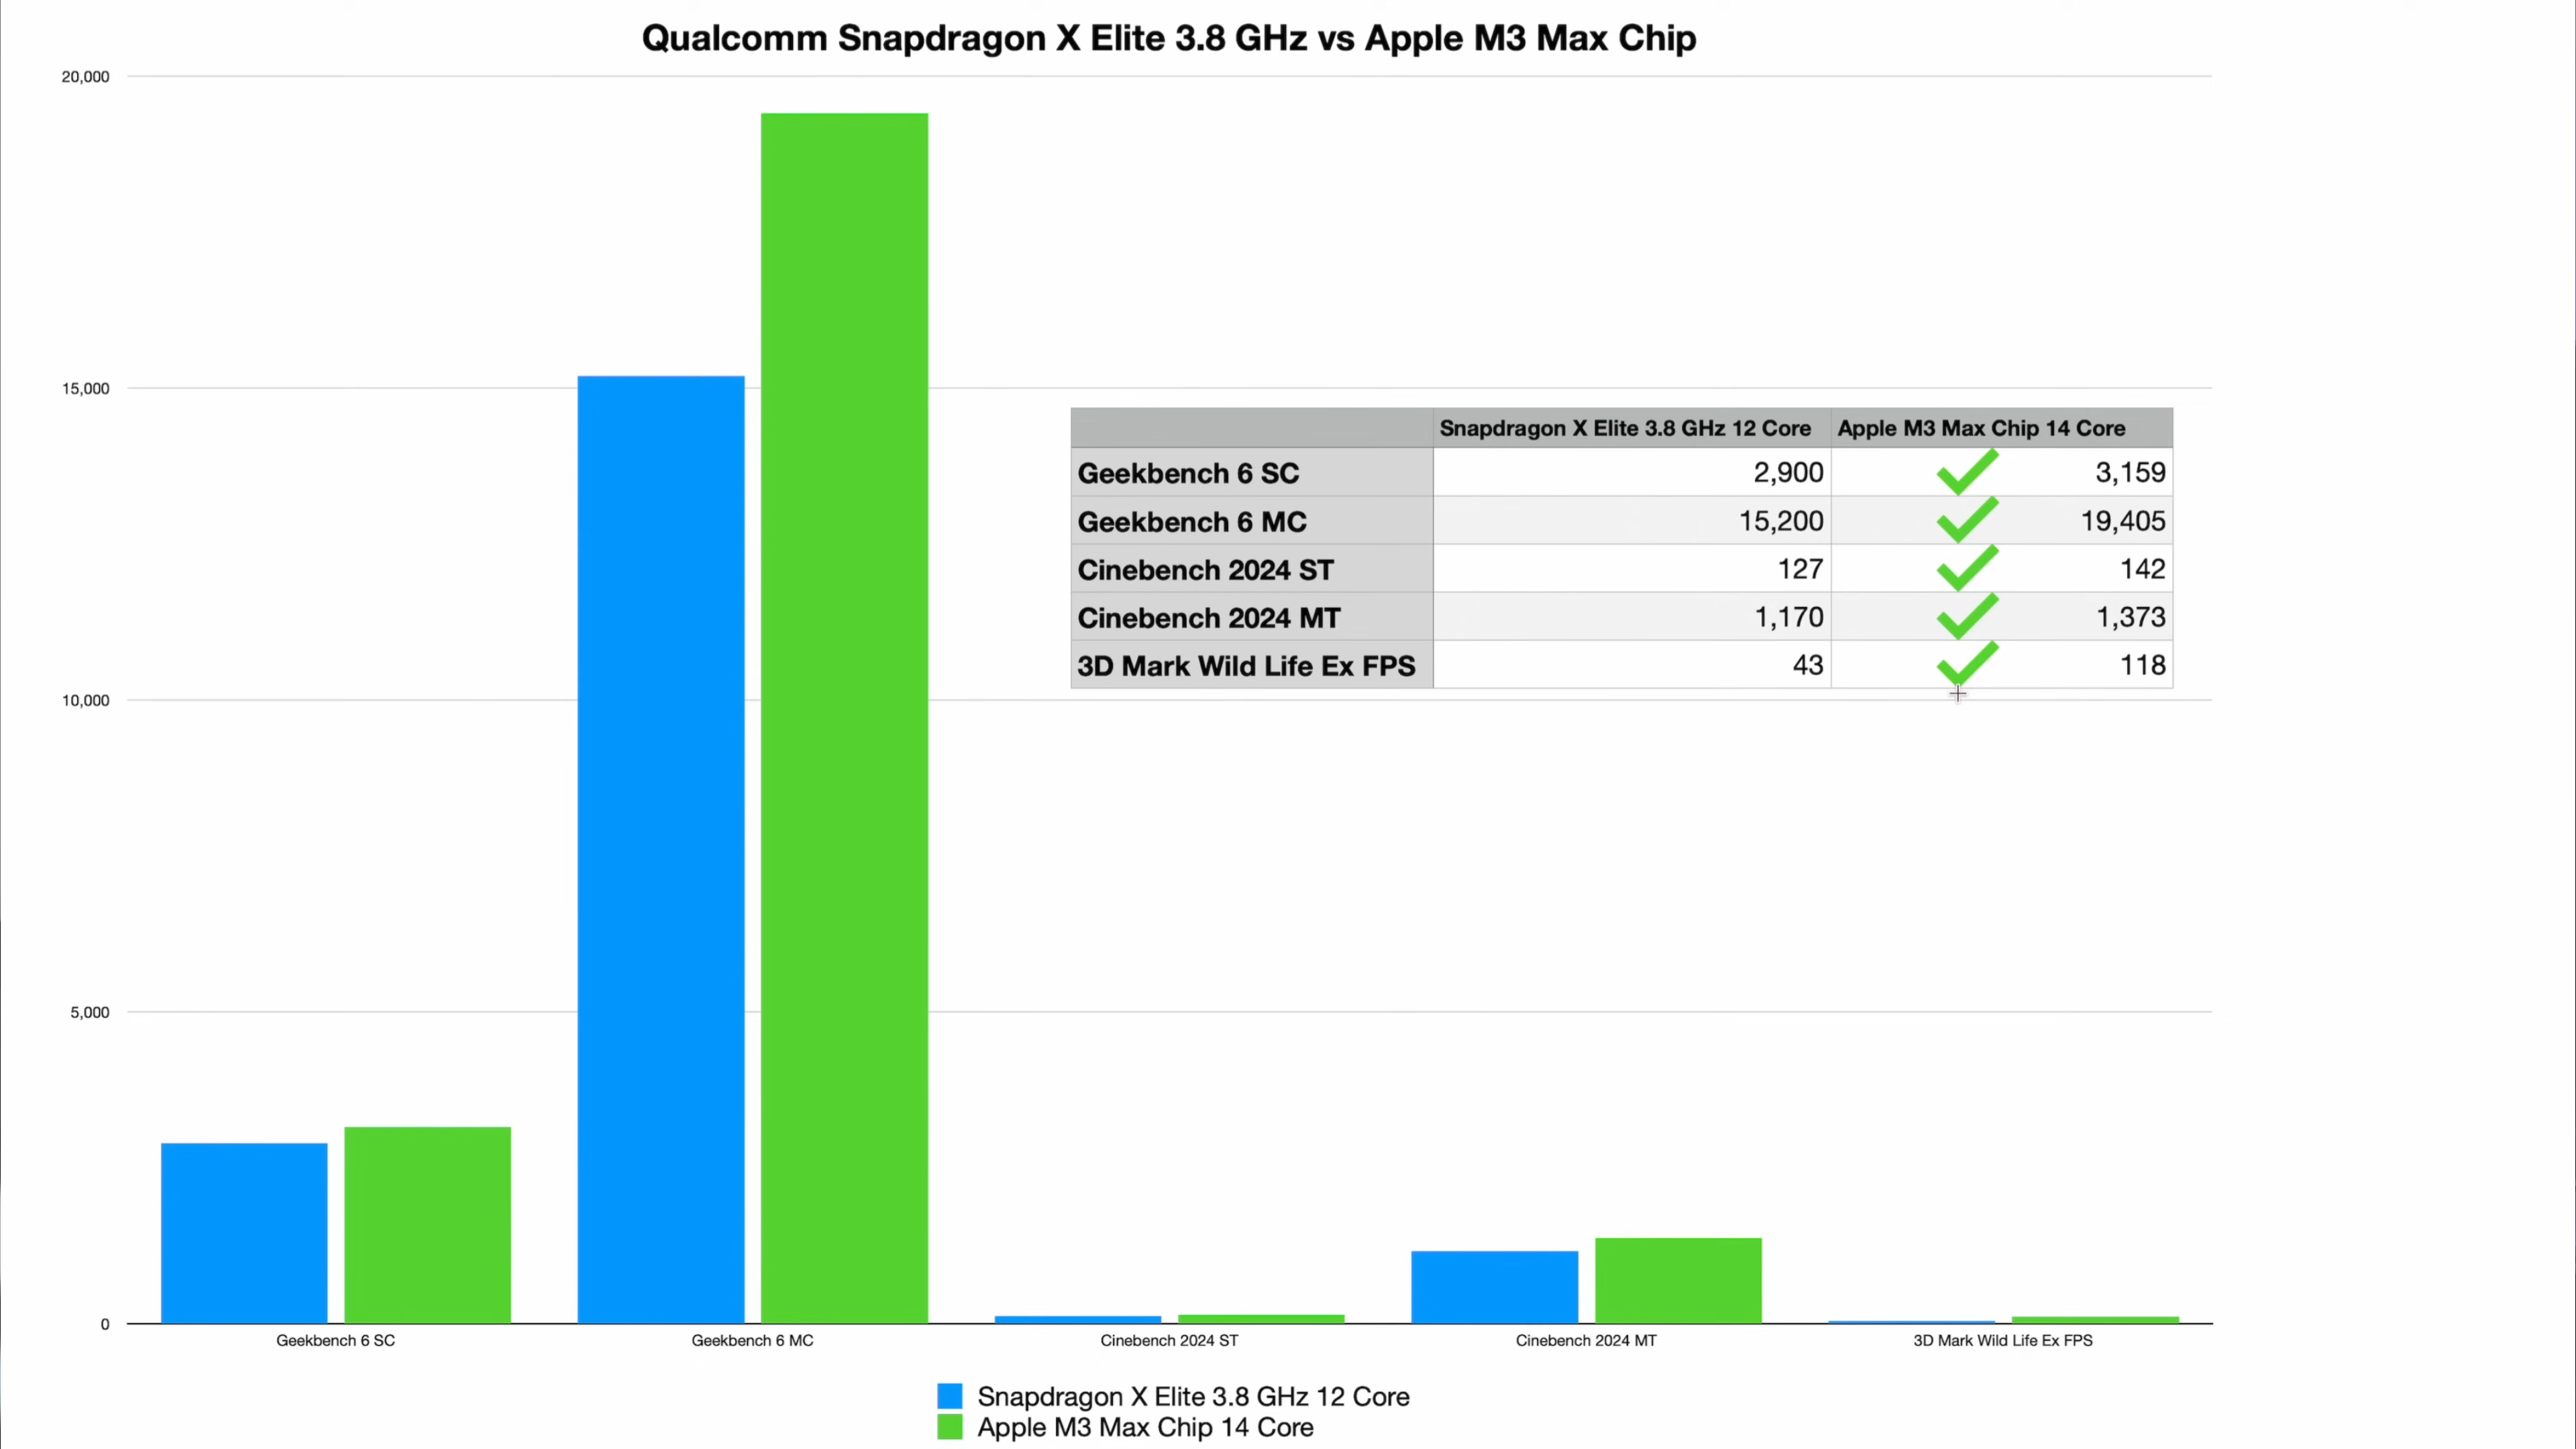 Qualcomm Snapdragon X Elite 3.8 GHz vs Apple M3 Max Chip
20,000
15,000
10,000
5,000
0
Snapdragon X Elite 3.8 GHz 12 Core Apple M3 Max Chip 14 Core
Geekbench 6 SC 2,900 3,159
Geekbench 6 MC 15,200 19,405
Cinebench 2024 ST 127 142
Cinebench 2024 MT 1,170 1,373
3D Mark Wild Life Ex FPS 43 118
Geekbench 6 SC Geekbench 6 MC Cinebench 2024 ST Cinebench 2024 MT 3D Mark Wild Life Ex FPS
Snapdragon X Elite 3.8 GHz 12 Core
Apple M3 Max Chip 14 Core